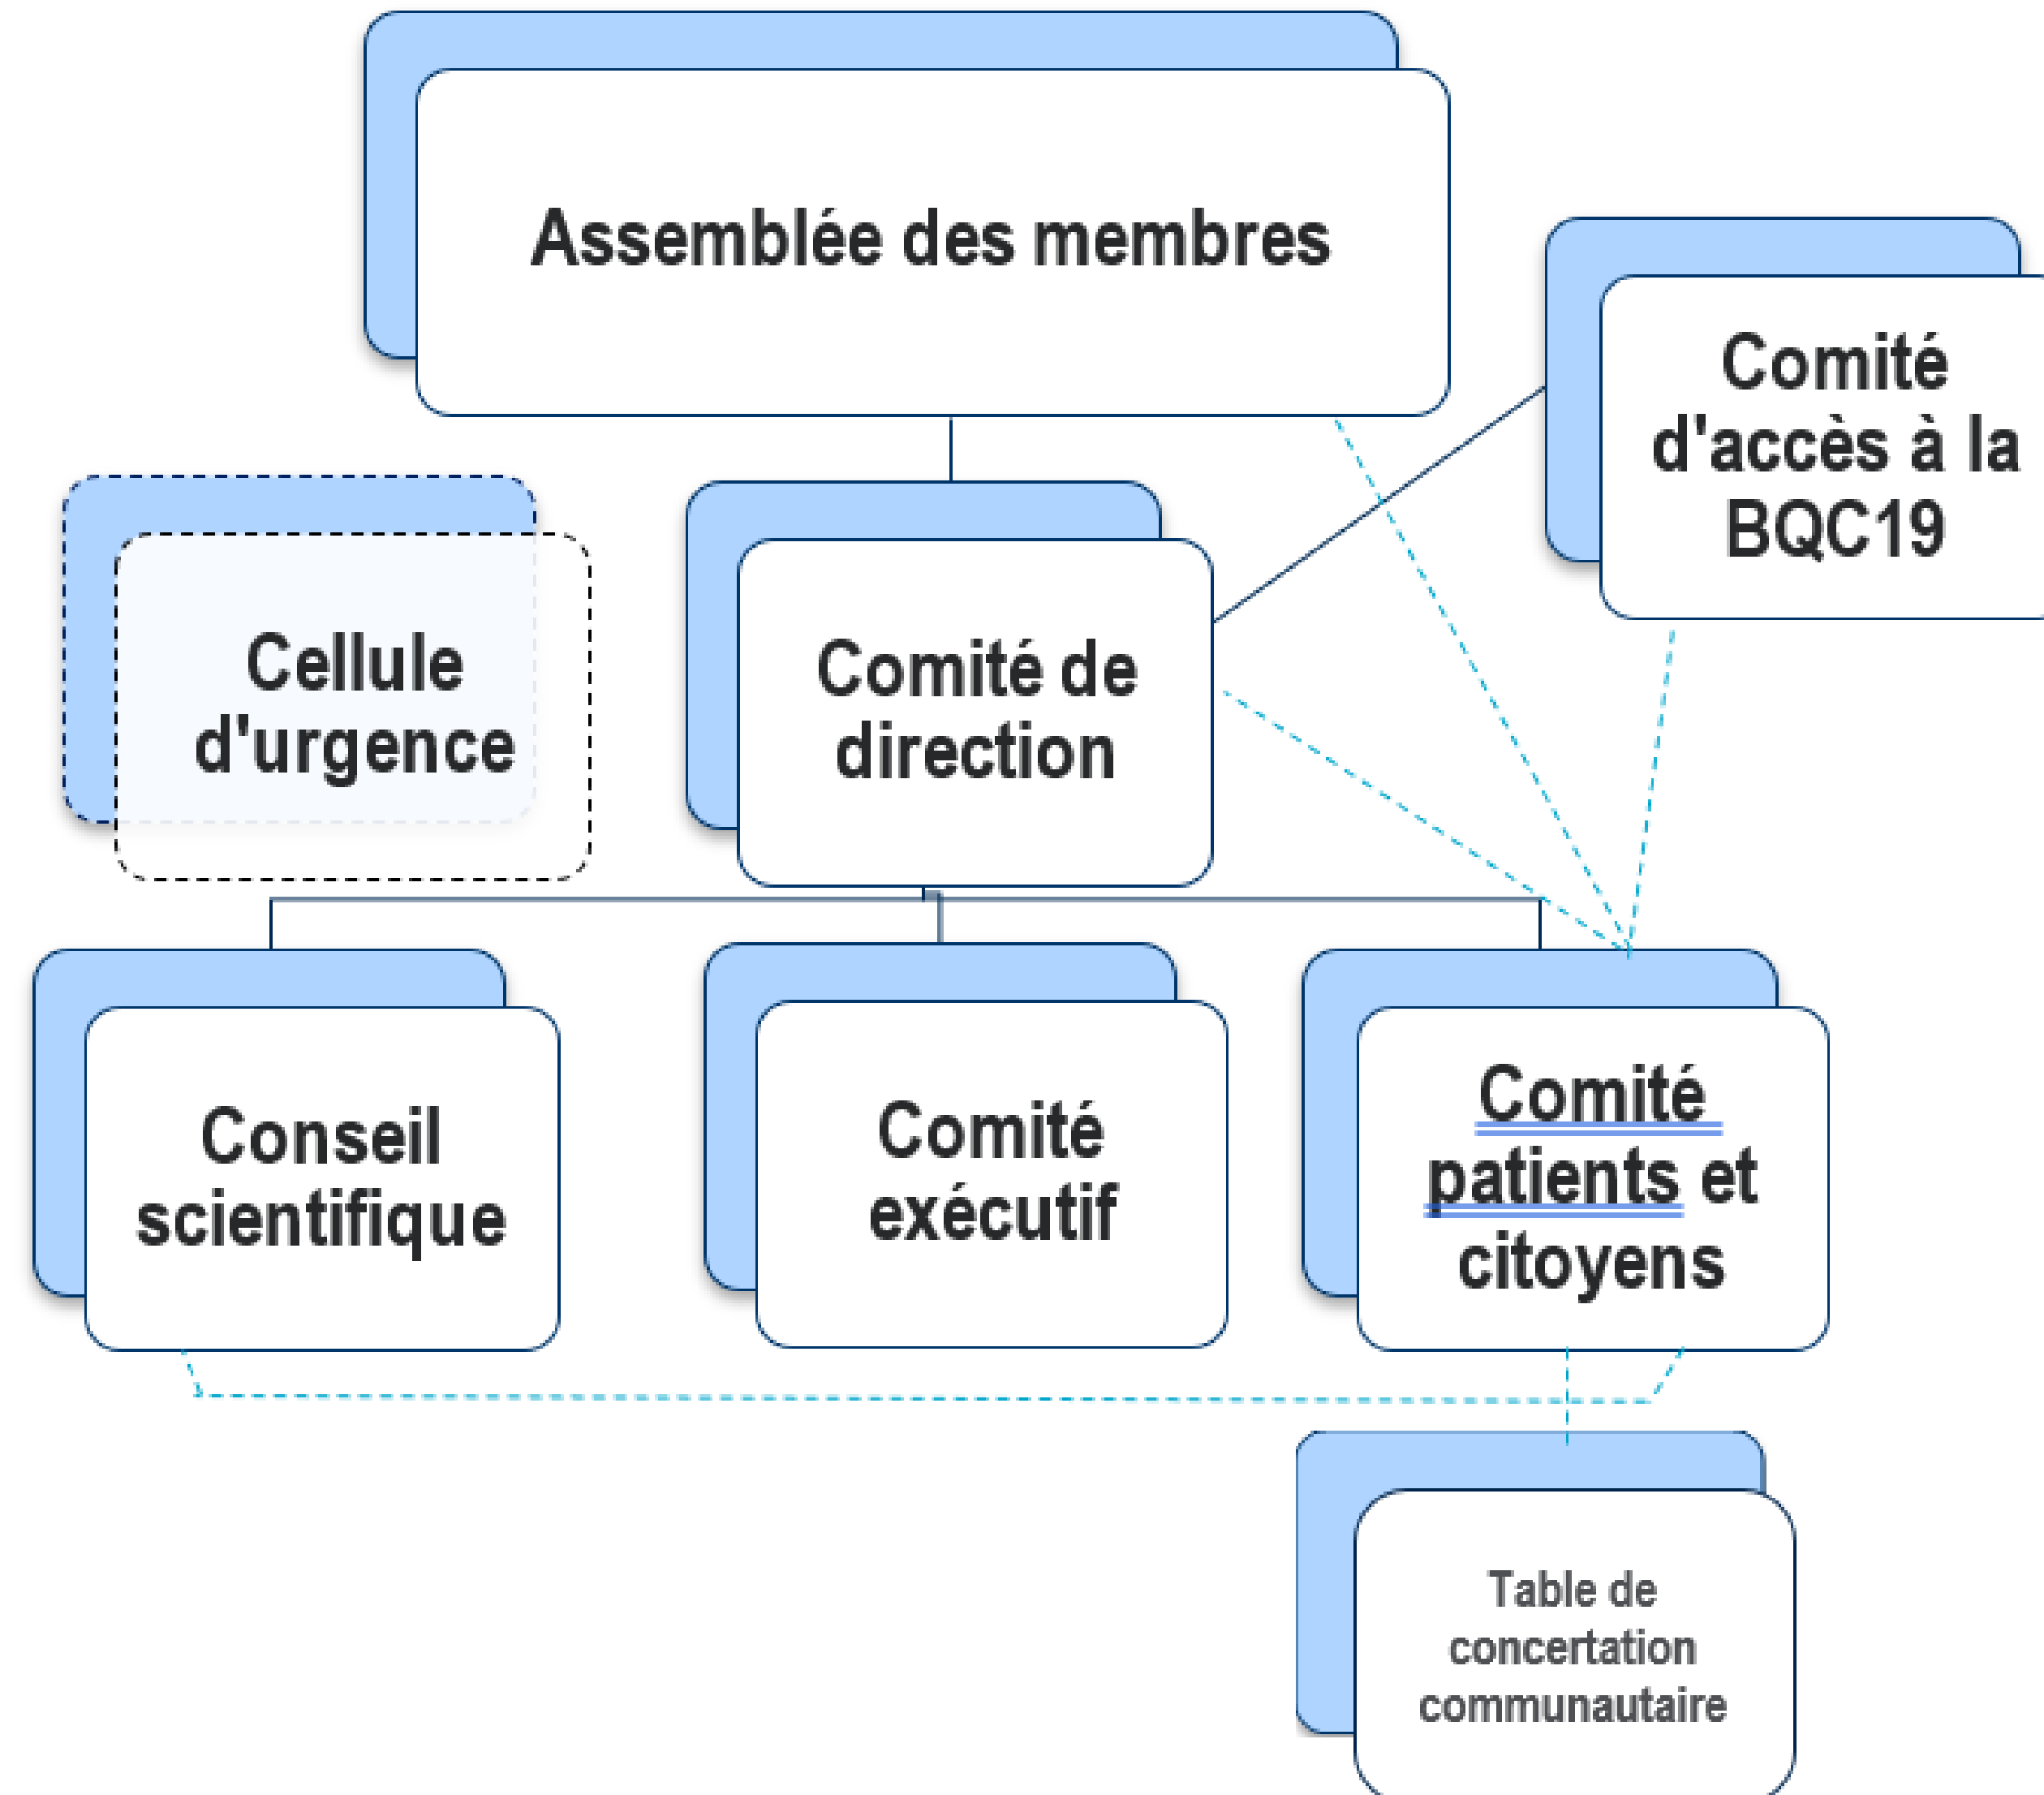 Assemblée des membres
Comité
d'accès à la
BQC19
Cellule
d'urgence
Comité de
direction
Conseil
scientifique
Comité
exécutif
Comité
patients et
citoyens
Table de
concertation
communautaire